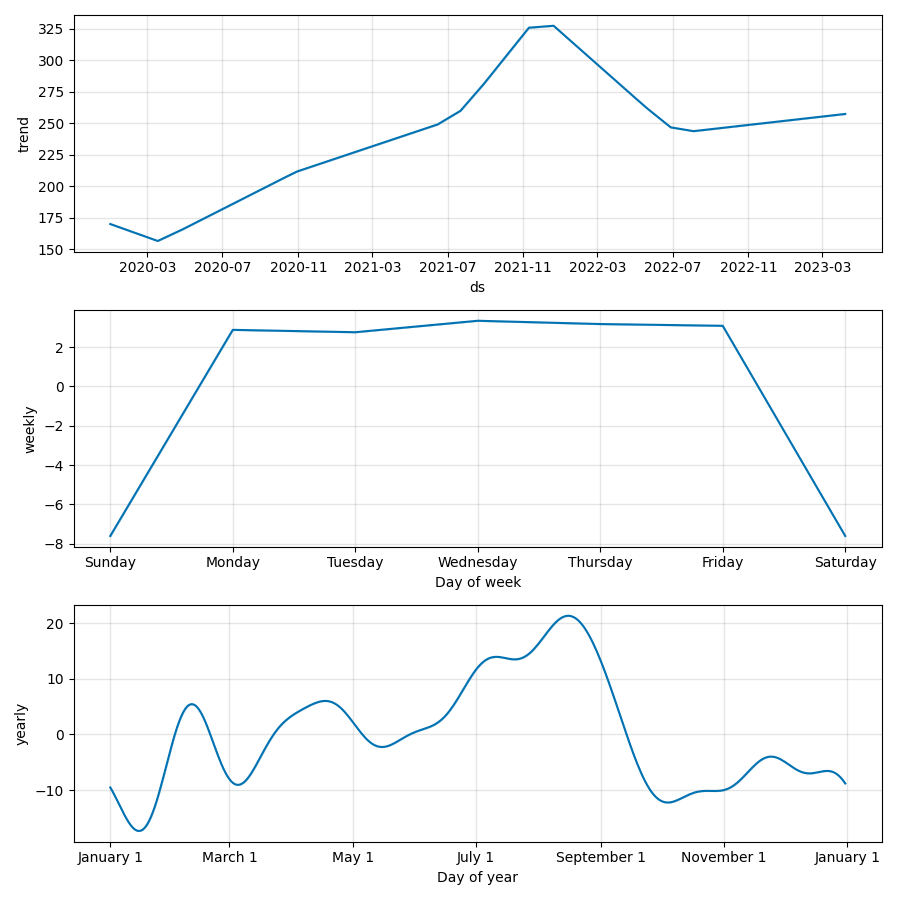 325
300
275
250
225
200
175
150
trend
2020-03 2020-07 2020-11 2021-03 2021-07 2021-11 2022-03 2022-07 2022-11 2023-03
ds
2
0
−2
−4
−6
−8
weekly
Sunday Monday Tuesday Wednesday Thursday Friday Saturday
Day of week
20
10
0
−10
yearly
January 1 March 1 May 1 July 1 September 1 November 1 January 1
Day of year